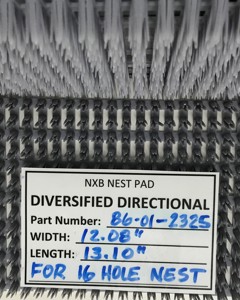 NXB NEST PAD
DIVERSIFIED DIRECTIONAL
Part Number: 86-01-2325
WIDTH: 12.08"
LENGTH: 13.10"
FOR 16 HOLE NEST